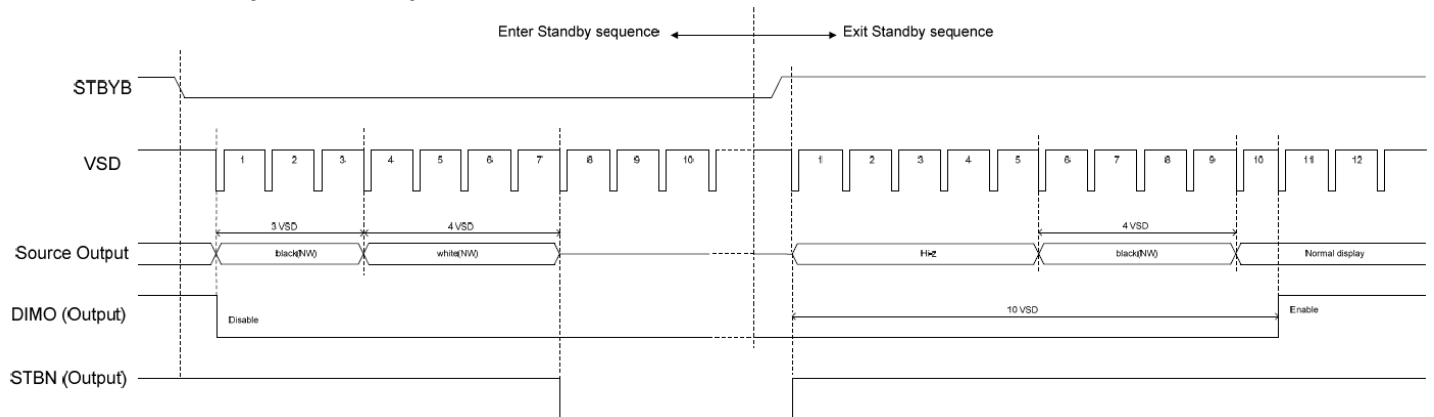 Enter Standby sequence
Exit Standby sequence
STBYB
VSD
1 2 3 4 5 6 7 8 9 10 1 2 3 4 5 6 7 8 9 10 11 12
3 VSD 4 VSD 4 VSD
Source Output black(NW) white(NW) Hi-z black(NW) Normal display
DIMO (Output) Disable 10 VSD Enable
STBN (Output)